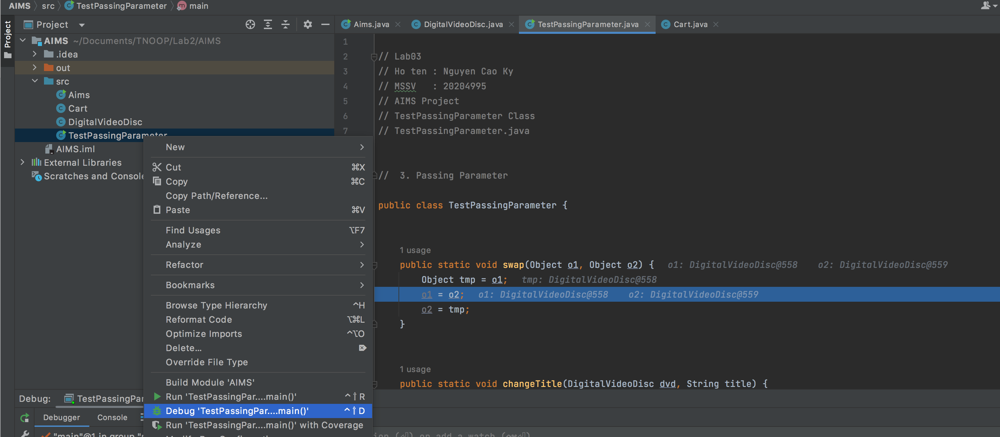 AIMS src TestPassingParameter main
Project
Project
AIMS ~/Documents/TNOOP/Lab2/AIMS
.idea
out
src
Aims
Cart
DigitalVideoDisc
TestPassingParameter
AIMS.iml
External Libraries
Scratches and Console
New
Cut ⌘X
Copy ⌘C
Copy Path/Reference...
Paste ⌘V
Find Usages ⌥F7
Analyze
Refactor
Bookmarks
Browse Type Hierarchy ^H
Reformat Code ⌥⌘L
Optimize Imports ^⌥O
Delete...
Override File Type
Build Module 'AIMS'
Run 'TestPassingPar....main()' ^⇧R
Debug 'TestPassingPar....main()' ^⇧D
Run 'TestPassingPar....main()' with Coverage
Aims.java DigitalVideoDisc.java TestPassingParameter.java Cart.java
1
2 // Lab03
3 // Ho ten : Nguyen Cao Ky
4 // MSSV : 20204995
5 // AIMS Project
6 // TestPassingParameter Class
7 // TestPassingParameter.java
// 3. Passing Parameter
public class TestPassingParameter {
1 usage
public static void swap(Object o1, Object o2) { o1: DigitalVideoDisc@558 o2: DigitalVideoDisc@559
Object tmp = o1; tmp: DigitalVideoDisc@558
o1 = o2; o1: DigitalVideoDisc@558 o2: DigitalVideoDisc@559
o2 = tmp;
}
1 usage
public static void changeTitle(DigitalVideoDisc dvd, String title) {
Debug: TestPassingPar
Debugger Console
"main"@1 in group
or add a watch